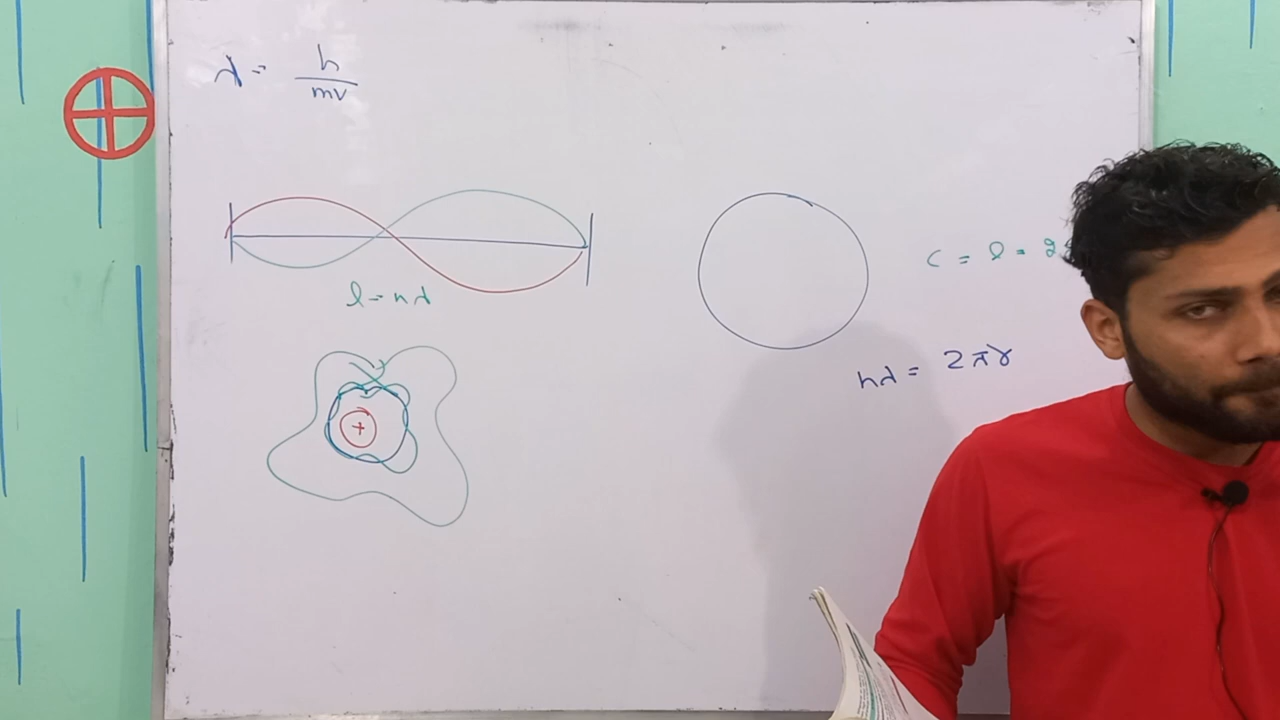 λ = h/mv
l = nλ
+
C = l = 2
nλ = 2πr